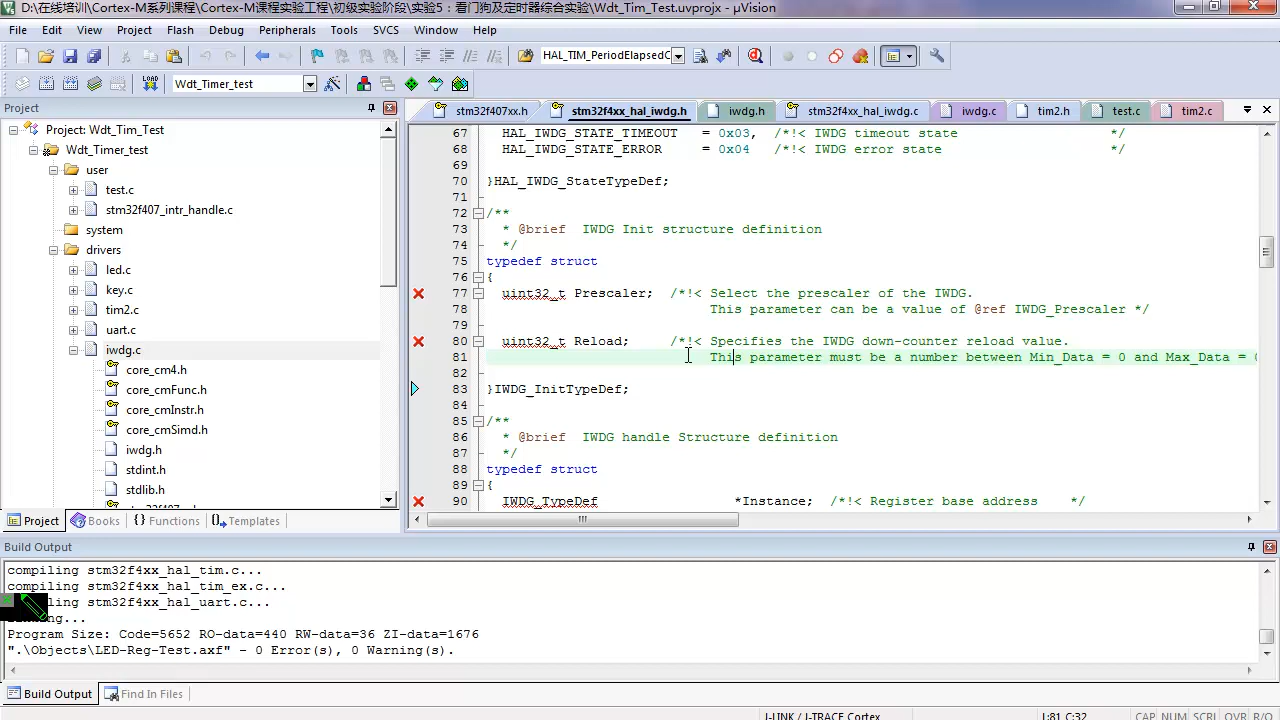 D:\在线培训\Cortex-M系列课程\Cortex-M课程实验工程\初级实验阶段\实验5：看门狗及定时器综合实验\Wdt_Tim_Test.uvprojx - µVision
File Edit View Project Flash Debug Peripherals Tools SVCS Window Help
HAL_TIM_PeriodElapsedC
LOAD Wdt_Timer_test
Project
stm32f407xx.h stm32f4xx_hal_iwdg.h iwdg.h stm32f4xx_hal_iwdg.c iwdg.c tim2.h test.c tim2.c
Project: Wdt_Tim_Test
Wdt_Timer_test
user
test.c
stm32f407_intr_handle.c
system
drivers
led.c
key.c
tim2.c
uart.c
iwdg.c
core_cm4.h
core_cmFunc.h
core_cmInstr.h
core_cmSimd.h
iwdg.h
stdint.h
stdlib.h
67 HAL_IWDG_STATE_TIMEOUT = 0x03, /*!< IWDG timeout state */
68 HAL_IWDG_STATE_ERROR = 0x04 /*!< IWDG error state */
69
70 }HAL_IWDG_StateTypeDef;
71
72 /**
73 * @brief IWDG Init structure definition
74 */
75 typedef struct
76 {
77 uint32_t Prescaler; /*!< Select the prescaler of the IWDG.
78 This parameter can be a value of @ref IWDG_Prescaler */
79
80 uint32_t Reload; /*!< Specifies the IWDG down-counter reload value.
81 This parameter must be a number between Min_Data = 0 and Max_Data = 0
82
83 }IWDG_InitTypeDef;
84
85 /**
86 * @brief IWDG handle Structure definition
87 */
88 typedef struct
89 {
90 IWDG_TypeDef *Instance; /*!< Register base address */
Project Books {} Functions Templates
Build Output
compiling stm32f4xx_hal_tim.c...
compiling stm32f4xx_hal_tim_ex.c...
ling stm32f4xx_hal_uart.c...
Program Size: Code=5652 RO-data=440 RW-data=36 ZI-data=1676
".\Objects\LED-Reg-Test.axf" - 0 Error(s), 0 Warning(s).
Build Output Find In Files
J-LINK / J-TRACE Cortex L:81 C:32 CAP NUM SCRL OVR R/O